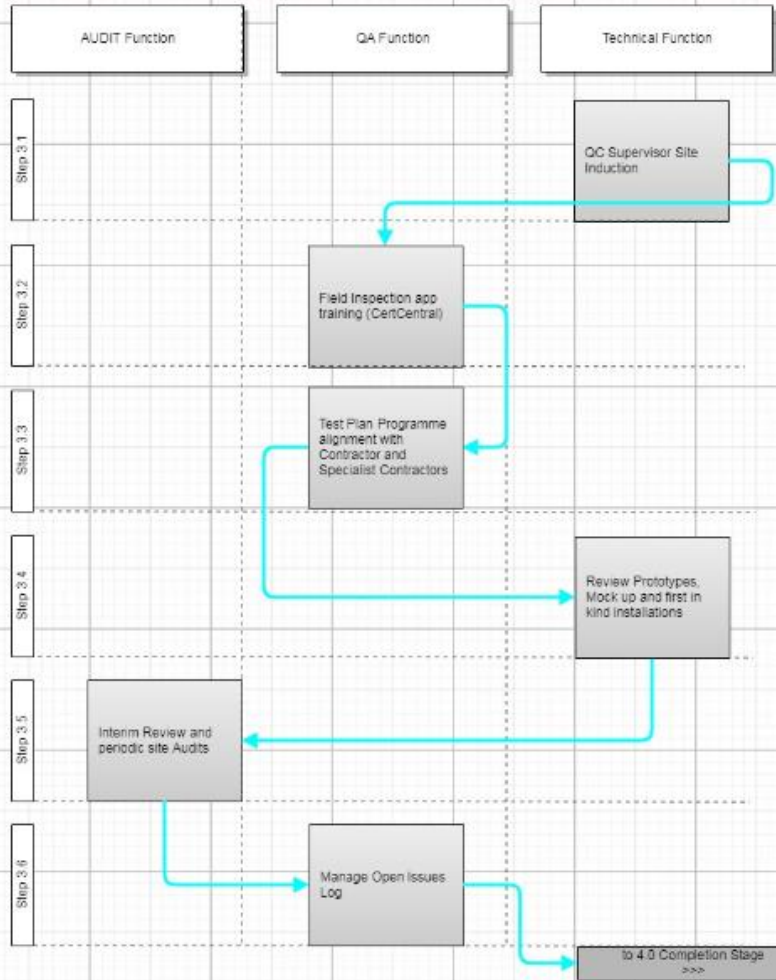 AUDIT Function
QA Function
Technical Function
Step 3.1
QC Supervisor Site
Induction
Step 3.2
Field Inspection app
training (CertCentral)
Step 3.3
Test Plan Programme
alignment with
Contractor and
Specialist Contractors
Step 3.4
Review Prototypes,
Mock up and first in
kind installations
Step 3.5
Interim Review and
periodic site Audits
Step 3.6
Manage Open Issues
Log
to 4.0 Completion Stage
>>>